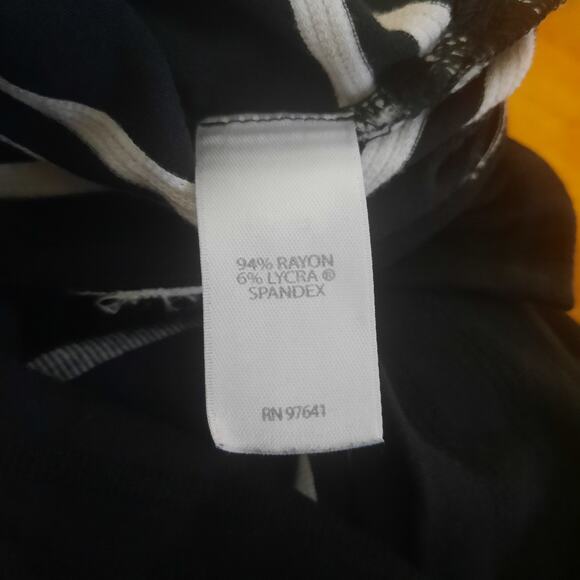 94% RAYON
6% LYCRA ®
SPANDEX
RN 97641